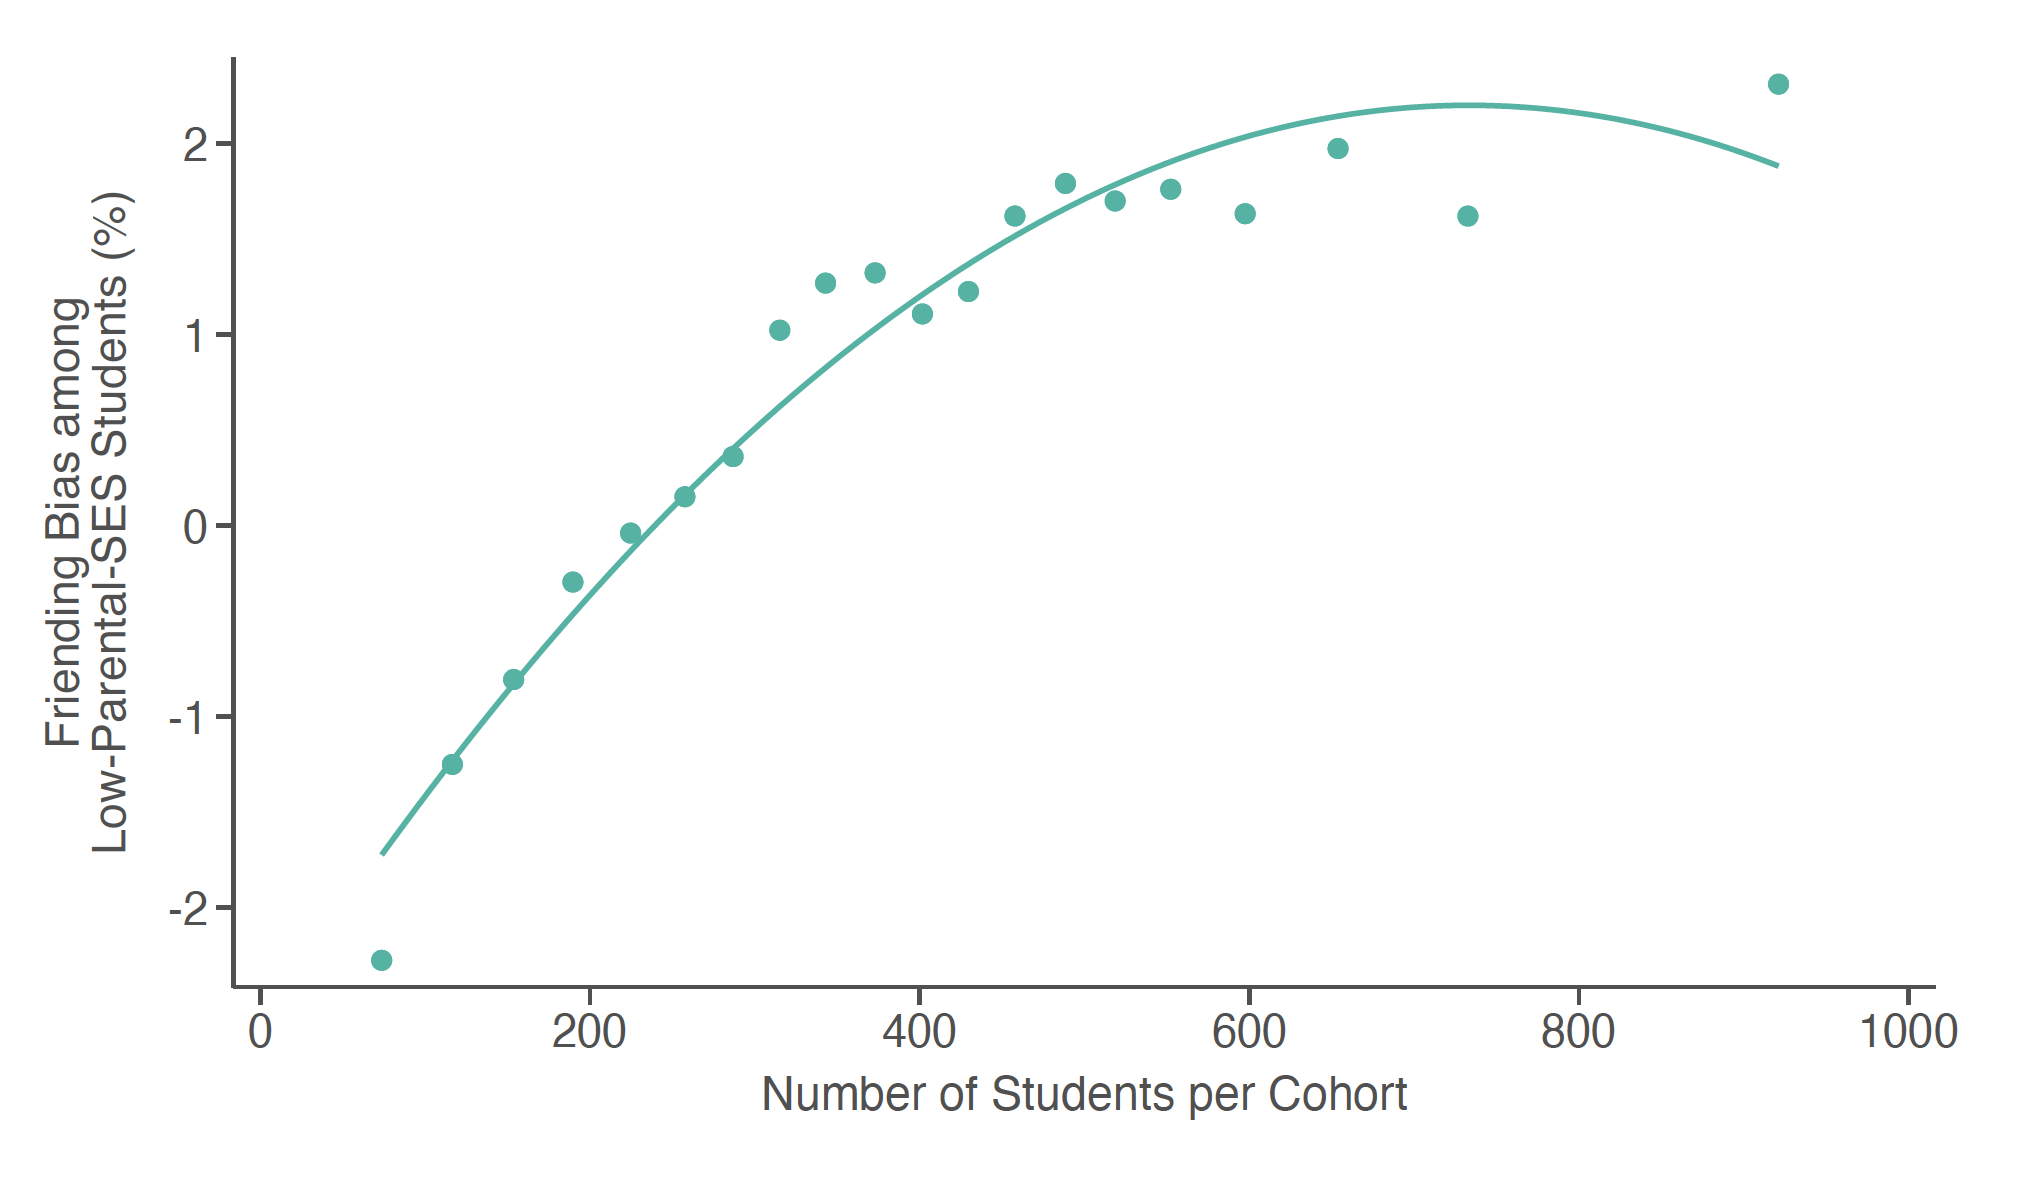 Friending Bias among
Low-Parental-SES Students (%)
2
1
0
-1
-2
0 200 400 600 800 1000
Number of Students per Cohort